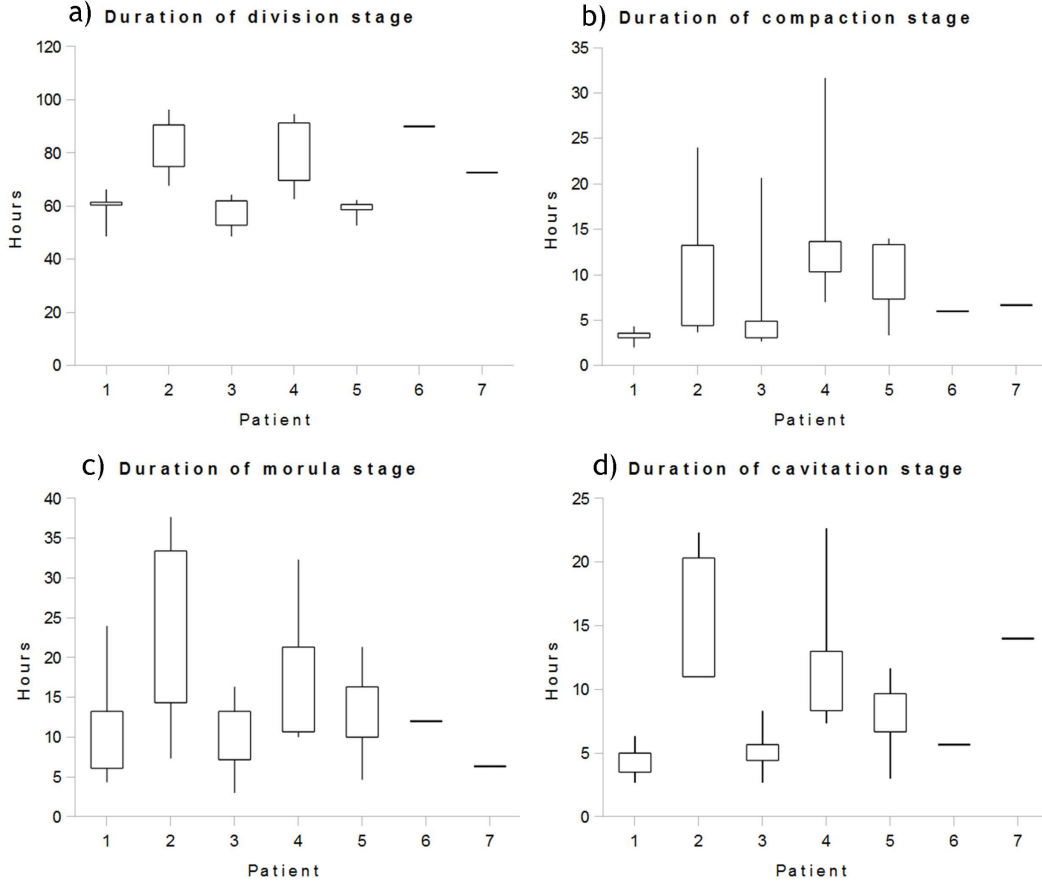 a) Duration of division stage
120
100
80
60
40
20
0
Hours
1 2 3 4 5 6 7
Patient
b) Duration of compaction stage
35
30
25
20
15
10
5
0
Hours
1 2 3 4 5 6 7
Patient
c) Duration of morula stage
40
35
30
25
20
15
10
5
0
Hours
1 2 3 4 5 6 7
Patient
d) Duration of cavitation stage
25
20
15
10
5
0
Hours
1 2 3 4 5 6 7
Patient